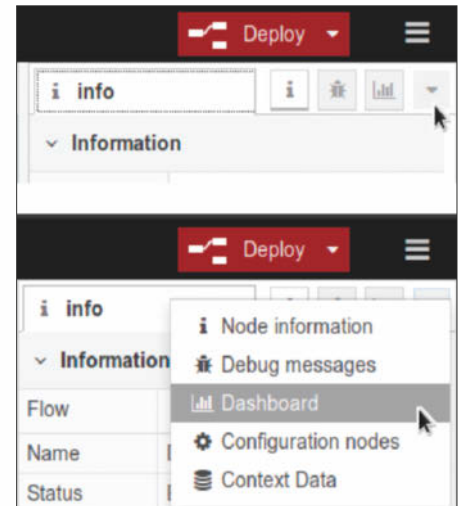 Deploy
i info
i
Information
Deploy
i info
i Node information
Information
Debug messages
Flow
Dashboard
Name
Configuration nodes
Status
Context Data